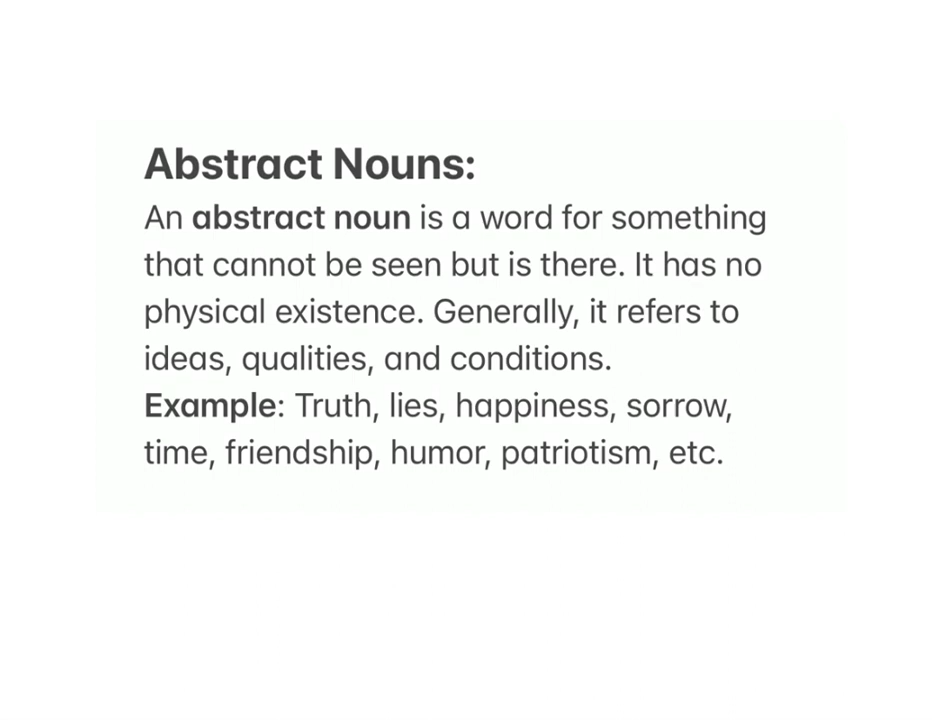 Abstract Nouns:
An abstract noun is a word for something
that cannot be seen but is there. It has no
physical existence. Generally, it refers to
ideas, qualities, and conditions.
Example: Truth, lies, happiness, sorrow,
time, friendship, humor, patriotism, etc.